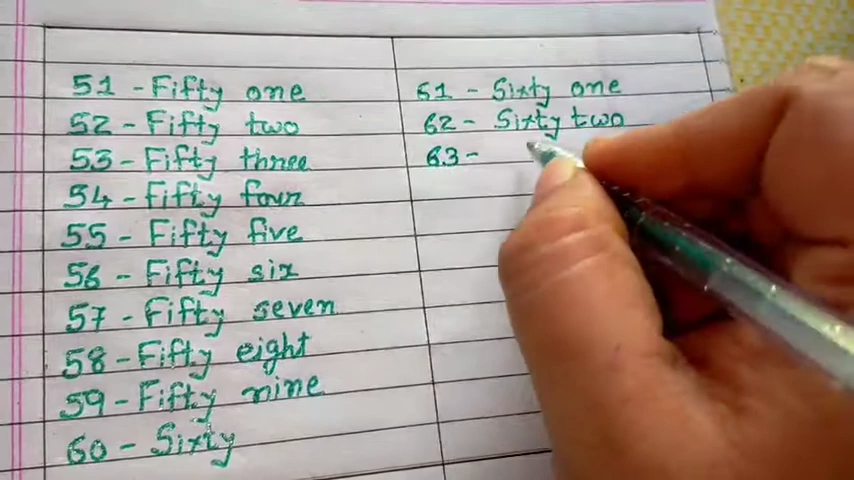 51 - Fifty one
52 - Fifty two
53 - Fifty three
54 - Fifty four
55 - Fifty five
56 - Fifty six
57 - Fifty seven
58 - Fifty eight
59 - Fifty nine
60 - Sixty
61 - Sixty one
62 - Sixty two
63 -